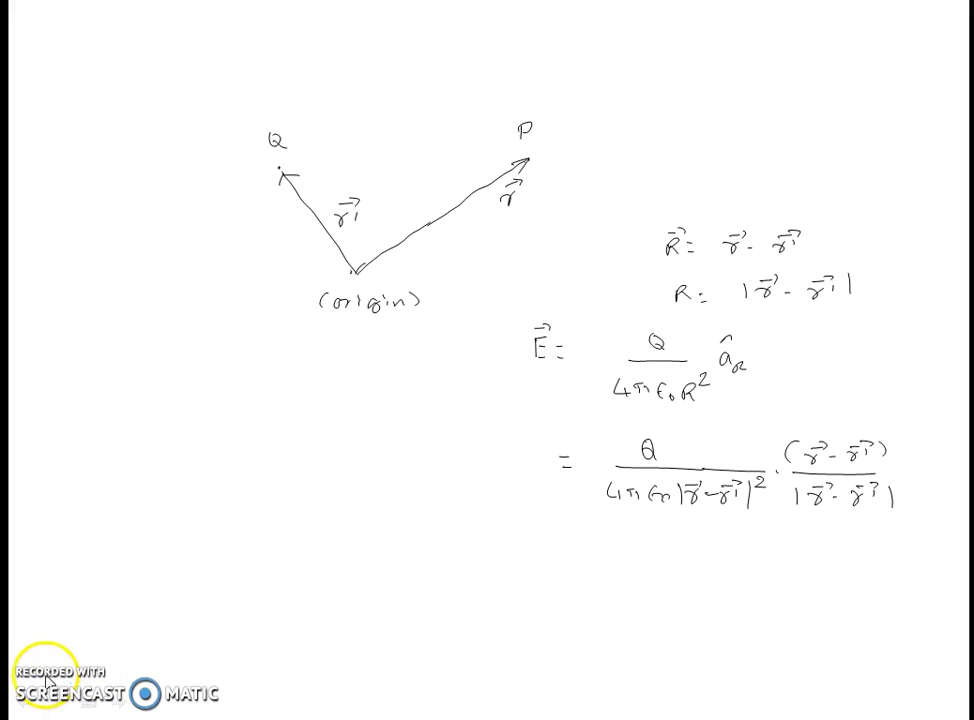 Q
P
r⃗'
r⃗
(origin)
R⃗ = r⃗ - r⃗'
R = |r⃗ - r⃗'|
E⃗ = Q / 4πε₀R² â_R
= Q / 4πε₀|r⃗ - r⃗'|² · (r⃗ - r⃗') / |r⃗ - r⃗'|
RECORDED WITH
SCREENCAST MATIC